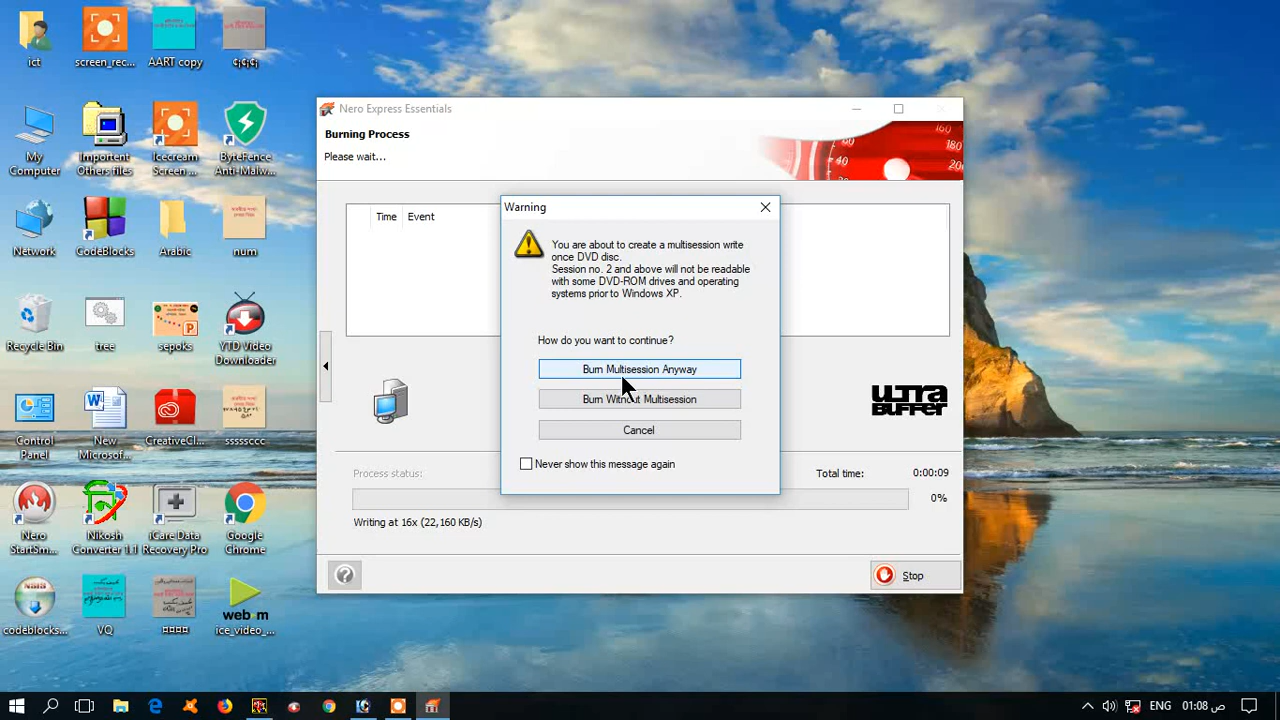 ict
screen_rec...
AART copy
My
Computer
Importent
Others files
Icecream
Screen ...
ByteFence
Anti-Malw...
Network
CodeBlocks
Arabic
num
Recycle Bin
tree
sepoks
YTD Video
Downloader
Control
Panel
New
Microsof...
CreativeCl...
sssssccc
Nero
StartSm...
Nikosh
Converter 1.1
iCare Data
Recovery Pro
Google
Chrome
codeblocks...
VQ
¤¤¤¤
web m
ice_video_...
Nero Express Essentials
Burning Process
Please wait...
Time
Event
Warning
You are about to create a multisession write
once DVD disc.
Session no. 2 and above will not be readable
with some DVD-ROM drives and operating
systems prior to Windows XP.
How do you want to continue?
Burn Multisession Anyway
Burn Without Multisession
Cancel
Never show this message again
ULTRA
BUFFER
Process status:
Total time:
0:00:09
0%
Writing at 16x (22,160 KB/s)
Stop
ENG
01:08 ص